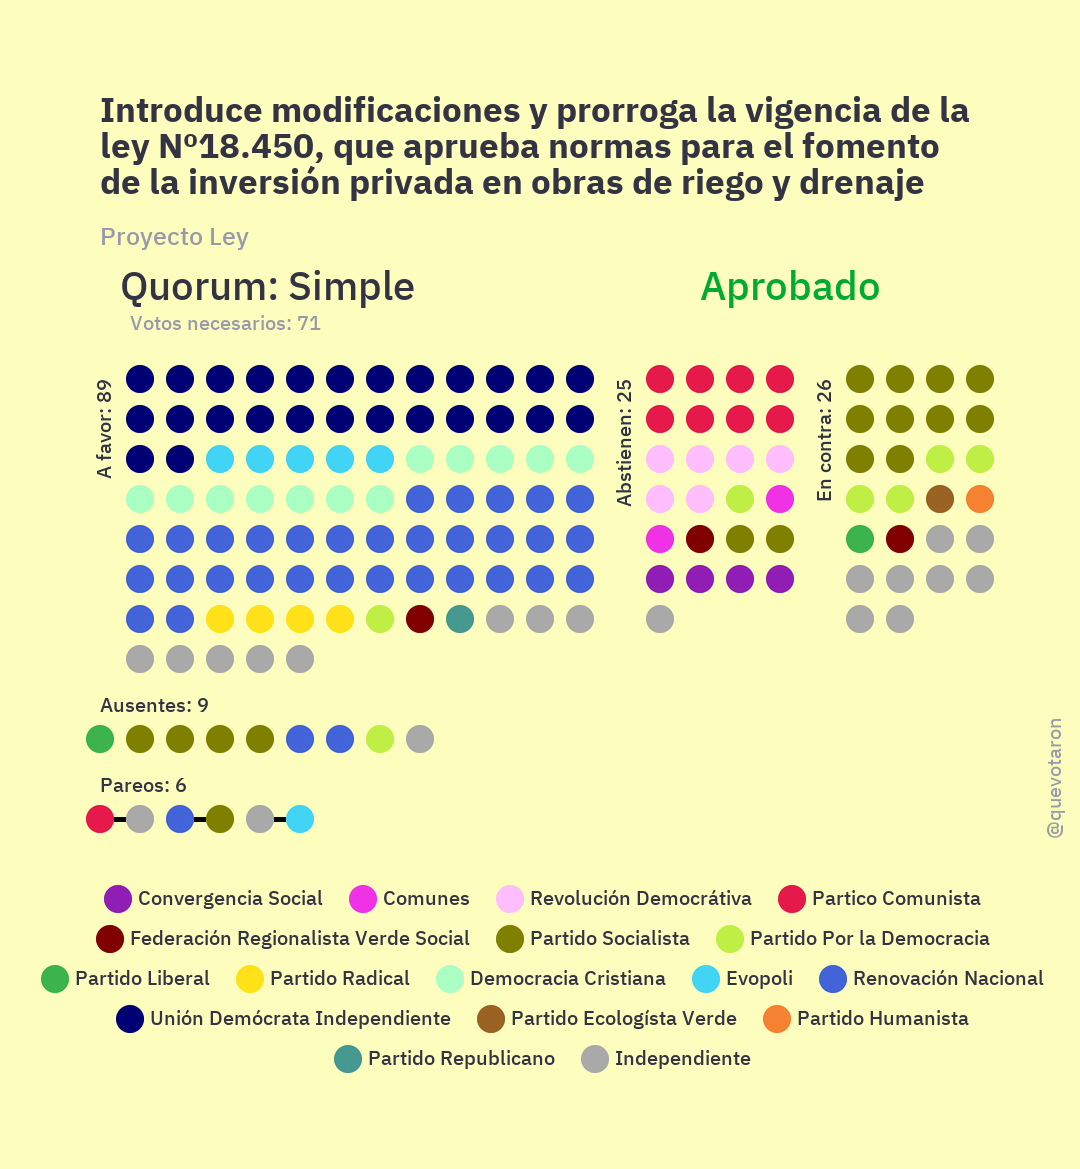 Introduce modificaciones y prorroga la vigencia de la
ley Nº18.450, que aprueba normas para el fomento
de la inversión privada en obras de riego y drenaje
Proyecto Ley
Quorum: Simple
Aprobado
Votos necesarios: 71
A favor: 89
Abstienen: 25
En contra: 26
Ausentes: 9
Pareos: 6
@quevotaron
Convergencia Social
Comunes
Revolución Democrátiva
Partico Comunista
Federación Regionalista Verde Social
Partido Socialista
Partido Por la Democracia
Partido Liberal
Partido Radical
Democracia Cristiana
Evopoli
Renovación Nacional
Unión Demócrata Independiente
Partido Ecologísta Verde
Partido Humanista
Partido Republicano
Independiente